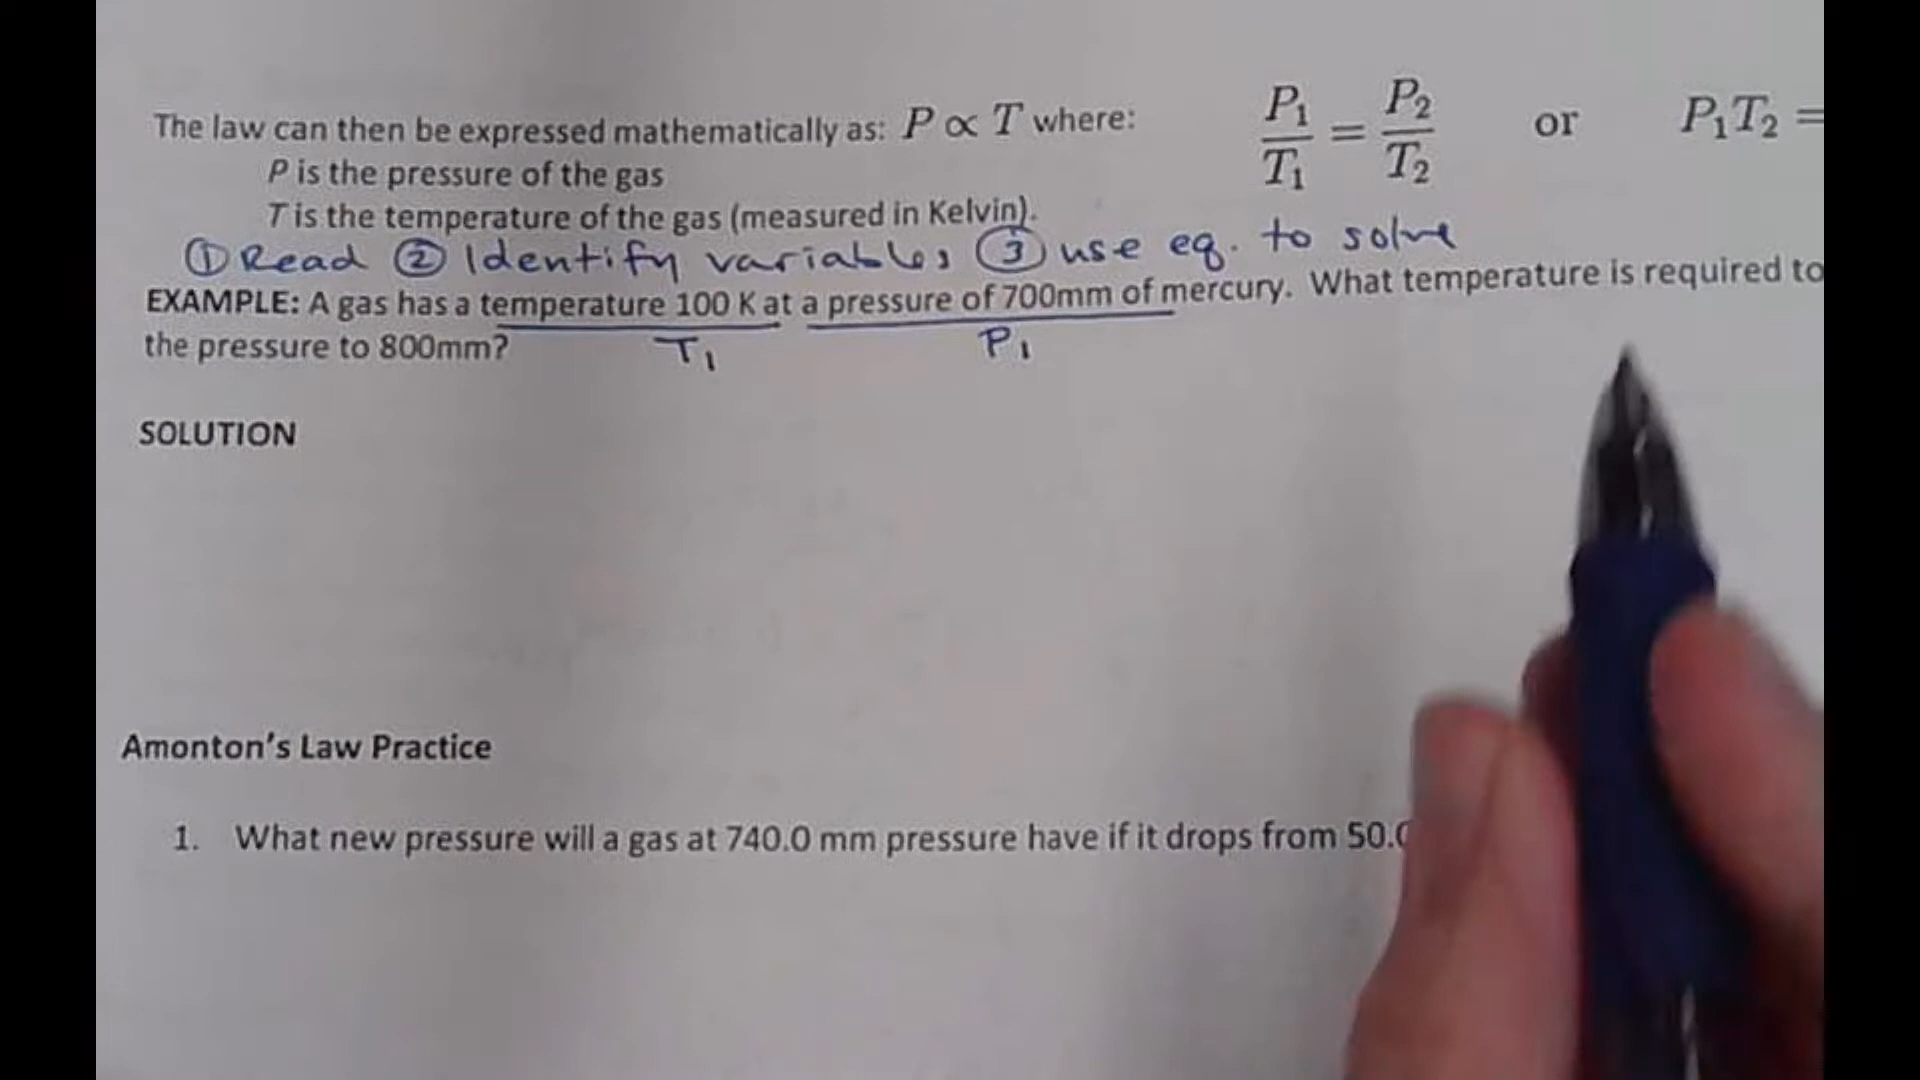 The law can then be expressed mathematically as: P ∝ T where: P₁/T₁ = P₂/T₂ or P₁T₂ =
P is the pressure of the gas
T is the temperature of the gas (measured in Kelvin).
① Read ② Identify variables ③ use eq. to solve
EXAMPLE: A gas has a temperature 100 K at a pressure of 700mm of mercury. What temperature is required to
the pressure to 800mm?
T₁ P₁
SOLUTION
Amonton's Law Practice
1. What new pressure will a gas at 740.0 mm pressure have if it drops from 50.